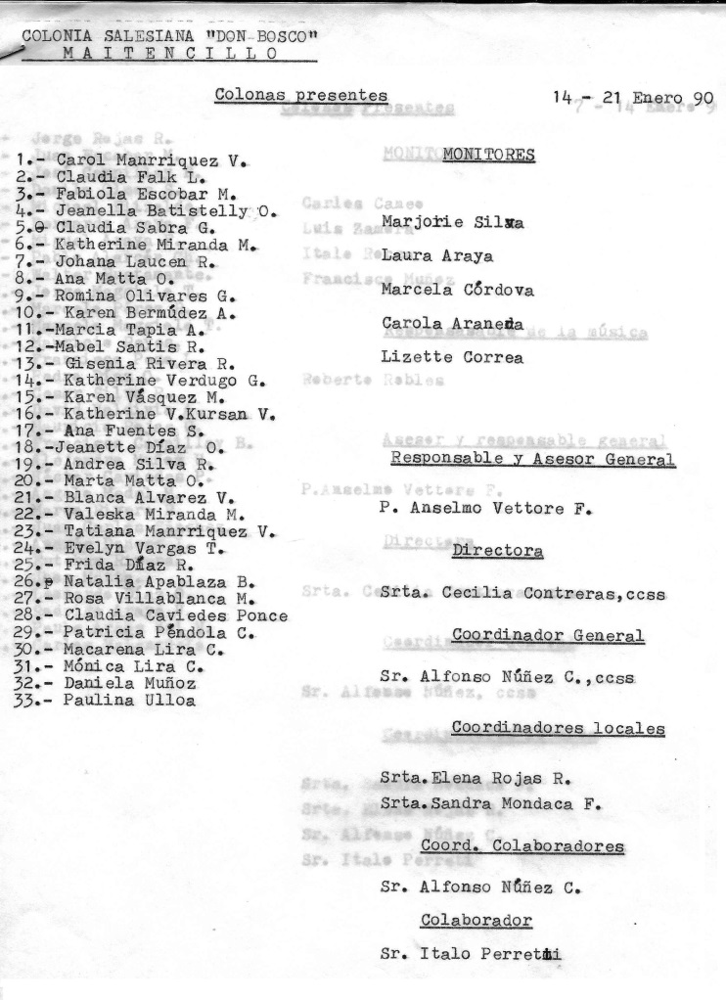 COLONIA SALESIANA "DON BOSCO"
M A I T E N C I L L O
Colonas presentes
14 - 21 Enero 90
1.- Carol Manrriquez V.
2.- Claudia Falk L.
3.- Fabiola Escobar M.
4.- Jeanella Batistelly O.
5.- Claudia Sabra G.
6.- Katherine Miranda M.
7.- Johana Laucen R.
8.- Ana Matta O.
9.- Romina Olivares G.
10.- Karen Bermúdez A.
11.-Marcia Tapia A.
12.-Mabel Santis R.
13.- Gisenia Rivera R.
14.- Katherine Verdugo G.
15.- Karen Vásquez M.
16.- Katherine V.Kursan V.
17.- Ana Fuentes S.
18.-Jeanette Díaz O.
19.- Andrea Silva R.
20.- Marta Matta O.
21.- Blanca Alvarez V.
22.- Valeska Miranda M.
23.- Tatiana Manrriquez V.
24.- Evelyn Vargas T.
25.- Frida Díaz R.
26.- Natalia Apablaza B.
27.- Rosa Villablanca M.
28.- Claudia Caviedes Ponce
29.- Patricia Péndola C.
30.- Macarena Lira C.
31.- Mónica Lira C.
32.- Daniela Muñoz
33.- Paulina Ulloa
MONITORES
Marjorie Silva
Laura Araya
Marcela Córdova
Carola Araneda
Lizette Correa
Responsable y Asesor General
P. Anselmo Vettore F.
Directora
Srta. Cecilia Contreras,ccss
Coordinador General
Sr. Alfonso Núñez C.,ccss
Coordinadores locales
Srta.Elena Rojas R.
Srta.Sandra Mondaca F.
Coord. Colaboradores
Sr. Alfonso Núñez C.
Colaborador
Sr. Italo Perretti